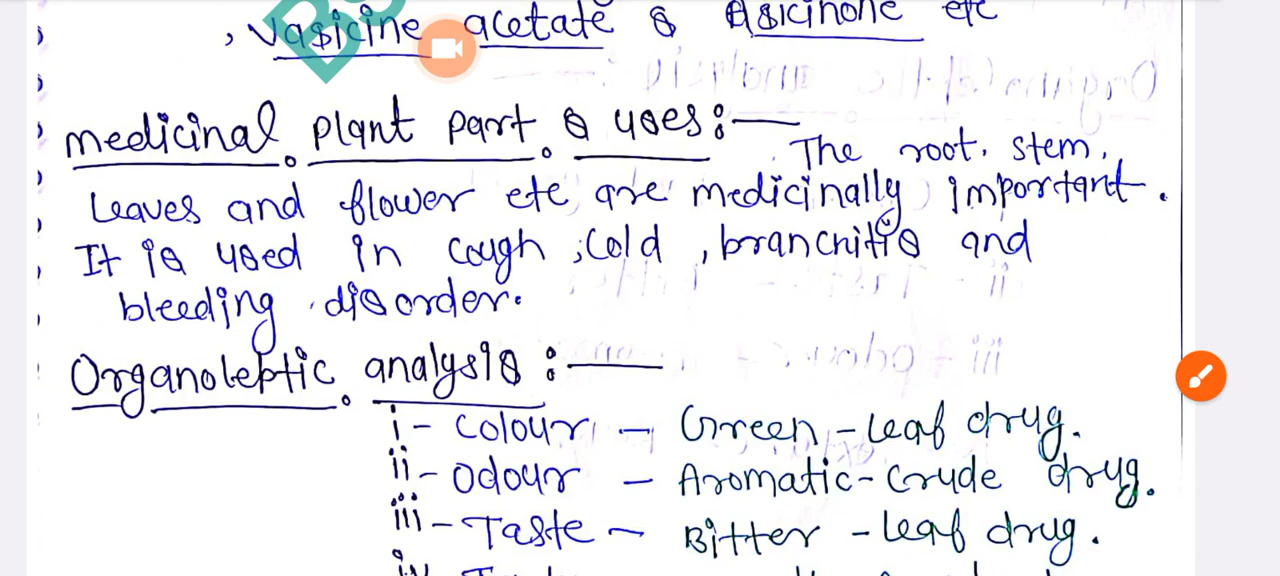 , Vasicine acetate & Asicinone etc
medicinal plant part & uses :—
The root, stem,
Leaves and flower etc are medicinally important.
It is used in cough, cold, branchitis and
bleeding disorder.
Organoleptic analysis :—
i - colour — Green - Leaf drug.
ii - Odour — Aromatic - Crude drug.
iii - Taste — Bitter - Leaf drug.
iv